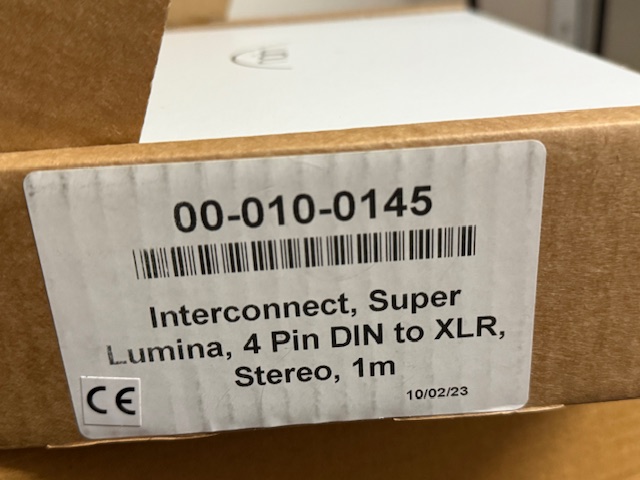 00-010-0145
Interconnect, Super
Lumina, 4 Pin DIN to XLR,
Stereo, 1m
CE
10/02/23